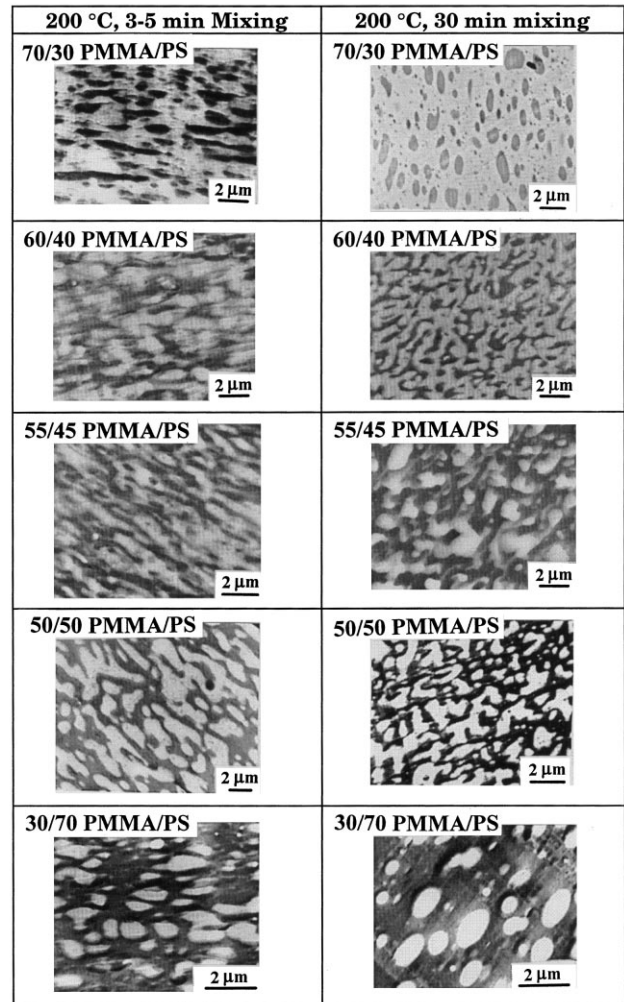 200 °C, 3-5 min Mixing
200 °C, 30 min mixing
70/30 PMMA/PS
2 μm
70/30 PMMA/PS
2 μm
60/40 PMMA/PS
2 μm
60/40 PMMA/PS
2 μm
55/45 PMMA/PS
2 μm
55/45 PMMA/PS
2 μm
50/50 PMMA/PS
2 μm
50/50 PMMA/PS
2 μm
30/70 PMMA/PS
2 μm
30/70 PMMA/PS
2 μm